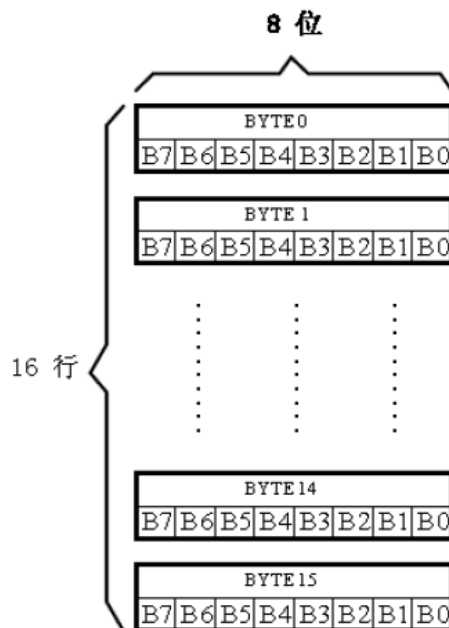 8 位
BYTE0
B7 B6 B5 B4 B3 B2 B1 B0
BYTE 1
B7 B6 B5 B4 B3 B2 B1 B0
16 行
BYTE14
B7 B6 B5 B4 B3 B2 B1 B0
BYTE15
B7 B6 B5 B4 B3 B2 B1 B0